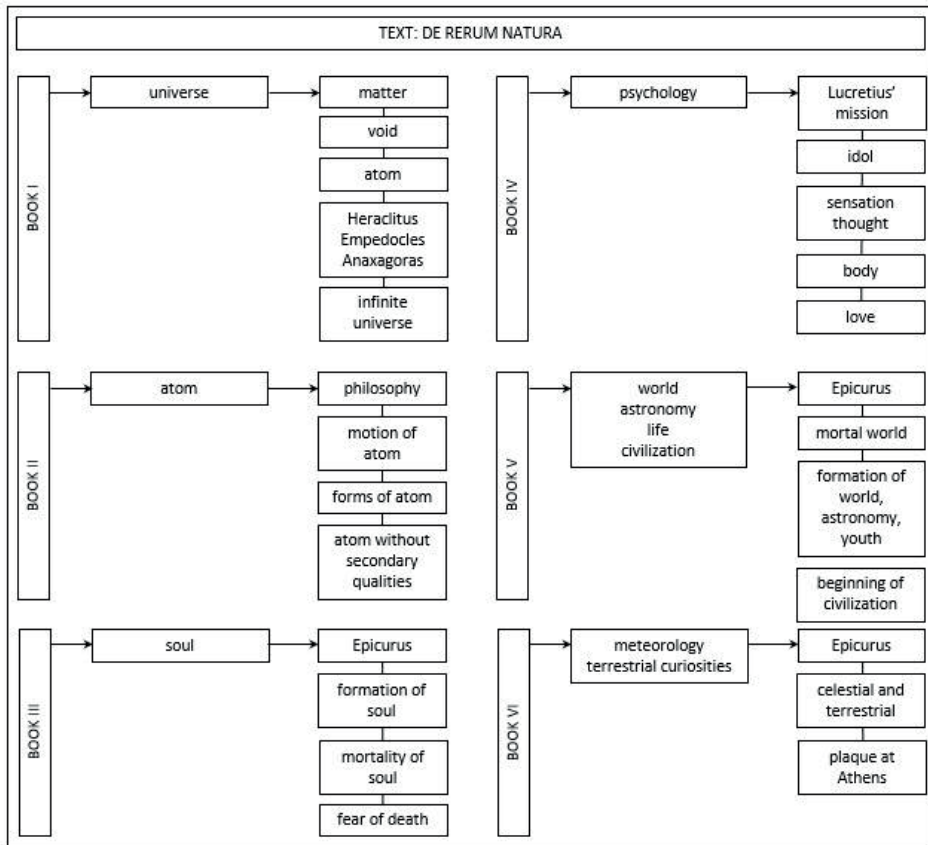 TEXT: DE RERUM NATURA
BOOK I
universe
matter
void
atom
Heraclitus
Empedocles
Anaxagoras
infinite
universe
BOOK II
atom
philosophy
motion of
atom
forms of atom
atom without
secondary
qualities
BOOK III
soul
Epicurus
formation of
soul
mortality of
soul
fear of death
BOOK IV
psychology
Lucretius’
mission
idol
sensation
thought
body
love
BOOK V
world
astronomy
life
civilization
Epicurus
mortal world
formation of
world,
astronomy,
youth
beginning of
civilization
BOOK VI
meteorology
terrestrial curiosities
Epicurus
celestial and
terrestrial
plaque at
Athens